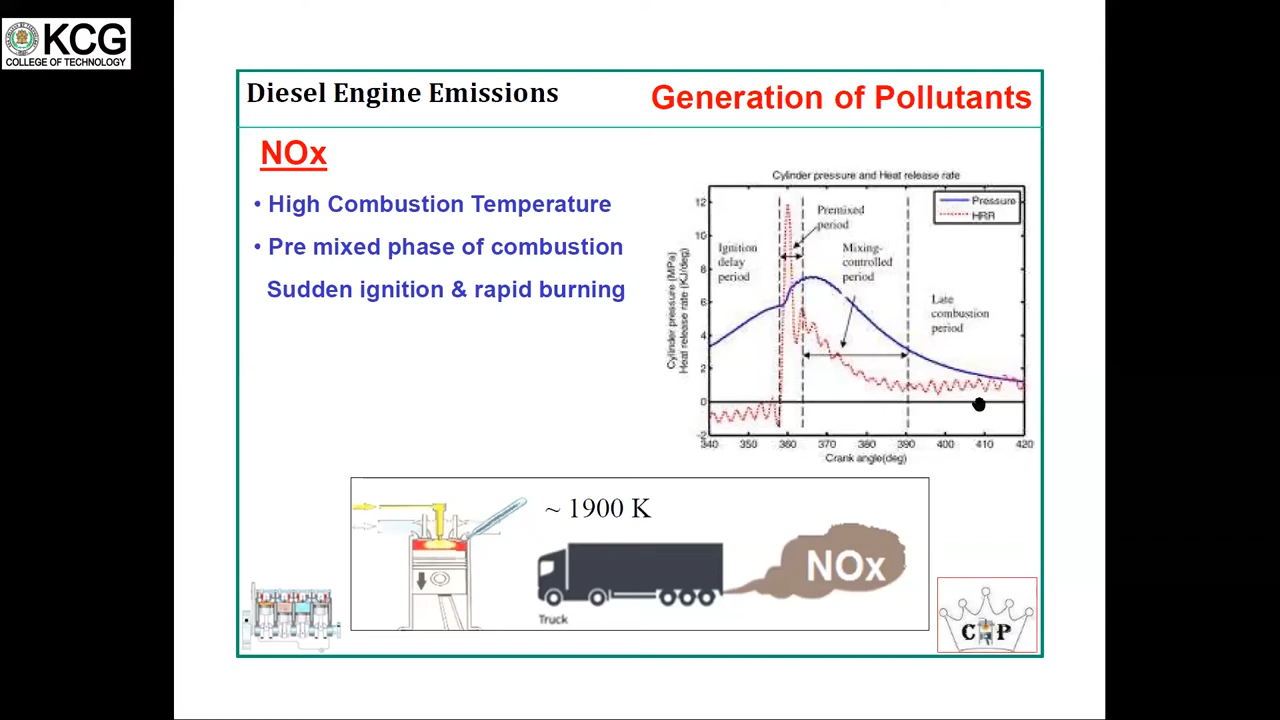 KCG
COLLEGE OF TECHNOLOGY
Diesel Engine Emissions
Generation of Pollutants
NOx
• High Combustion Temperature
• Pre mixed phase of combustion
Sudden ignition & rapid burning
Cylinder pressure and Heat release rate
Pressure
HRR
Premixed
period
Ignition
delay
period
Mixing-
controlled
period
Late
combustion
period
Cylinder pressure (MPa)
Heat release rate (KJ/deg)
12
10
8
6
4
2
0
-2
340 350 360 370 380 390 400 410 420
Crank angle(deg)
~ 1900 K
NOx
Truck
C P